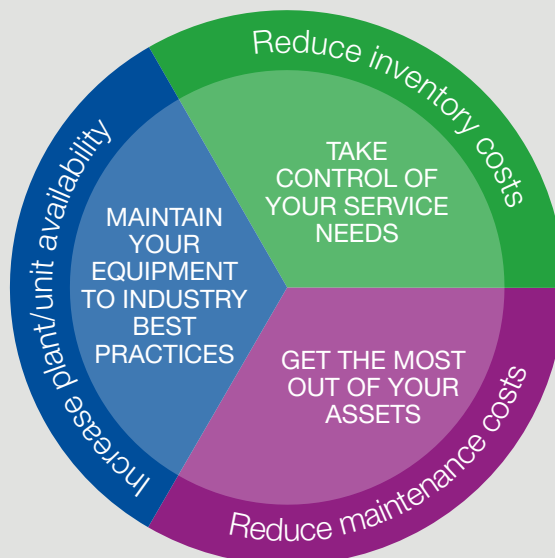 Reduce inventory costs
TAKE
CONTROL OF
YOUR SERVICE
NEEDS
Increase plant/unit availability
MAINTAIN
YOUR
EQUIPMENT
TO INDUSTRY
BEST
PRACTICES
GET THE MOST
OUT OF YOUR
ASSETS
Reduce maintenance costs